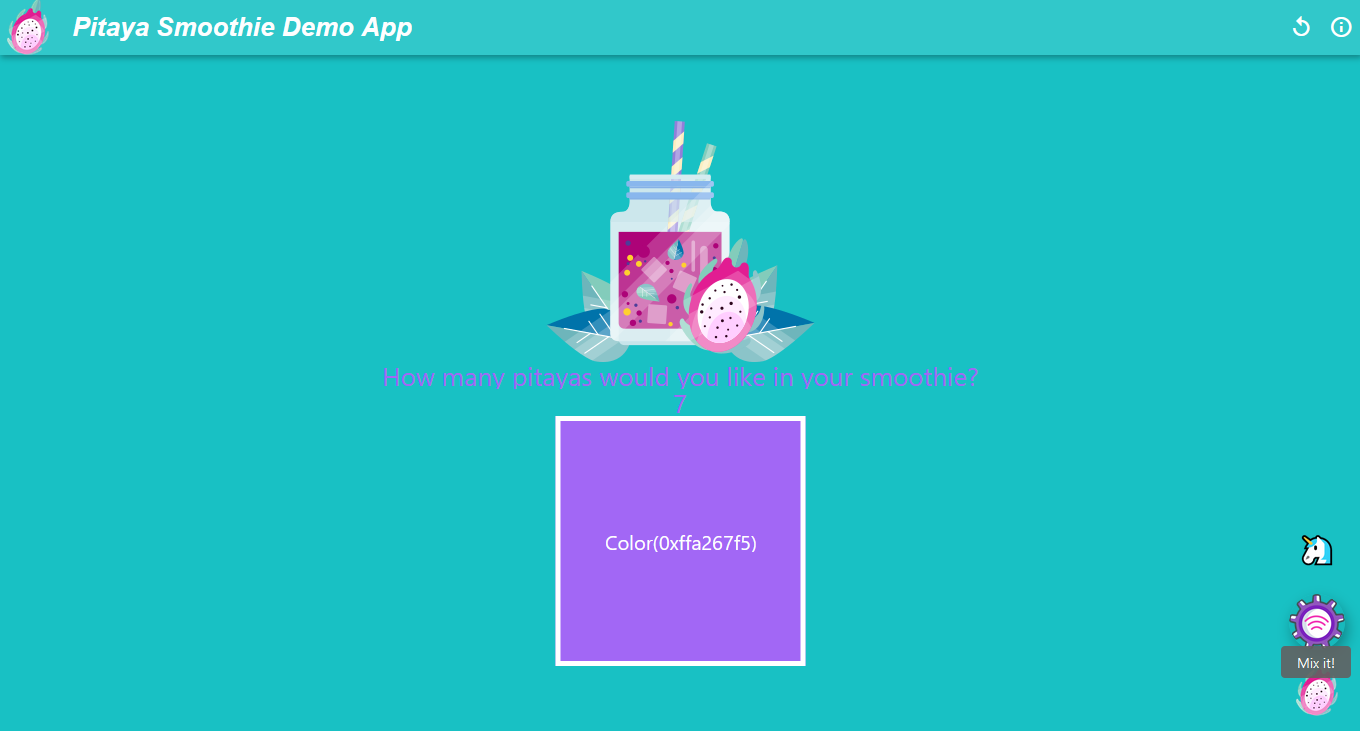 Pitaya Smoothie Demo App
How many pitayas would you like in your smoothie?
7
Color(0xffa267f5)
Mix it!